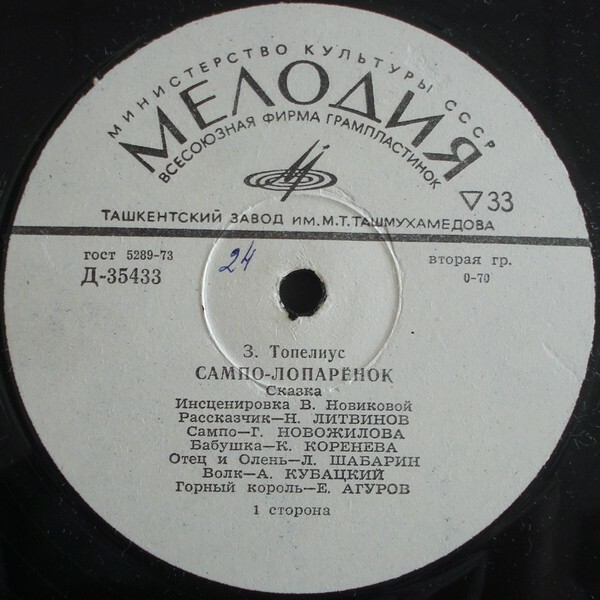 МИНИСТЕРСТВО КУЛЬТУРЫ СССР
МЕЛОДИЯ
ВСЕСОЮЗНАЯ ФИРМА ГРАМПЛАСТИНОК
33
ТАШКЕНТСКИЙ ЗАВОД ИМ. М.Т. ТАШМУХАМЕДОВА
гост 5289-73
Д-35433
24
вторая гр.
0-70
З. Топелиус
САМПО-ЛОПАРЁНОК
Сказка
Инсценировка В. Новиковой
Рассказчик—Н. ЛИТВИНОВ
Сампо—Г. НОВОЖИЛОВА
Бабушка—К. КОРЕНЕВА
Отец и Олень—Л. ШАБАРИН
Волк—А. КУБАЦКИЙ
Горный король—Е. АГУРОВ
1 сторона